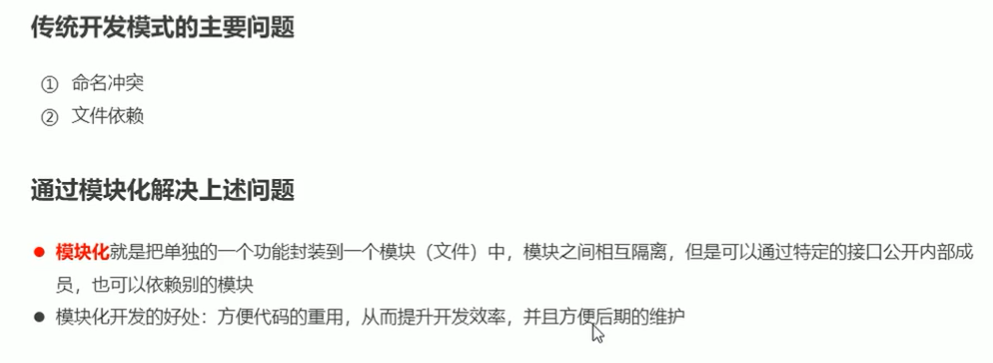 传统开发模式的主要问题
① 命名冲突
② 文件依赖
通过模块化解决上述问题
● 模块化就是把单独的一个功能封装到一个模块（文件）中，模块之间相互隔离，但是可以通过特定的接口公开内部成
员，也可以依赖别的模块
● 模块化开发的好处：方便代码的重用，从而提升开发效率，并且方便后期的维护